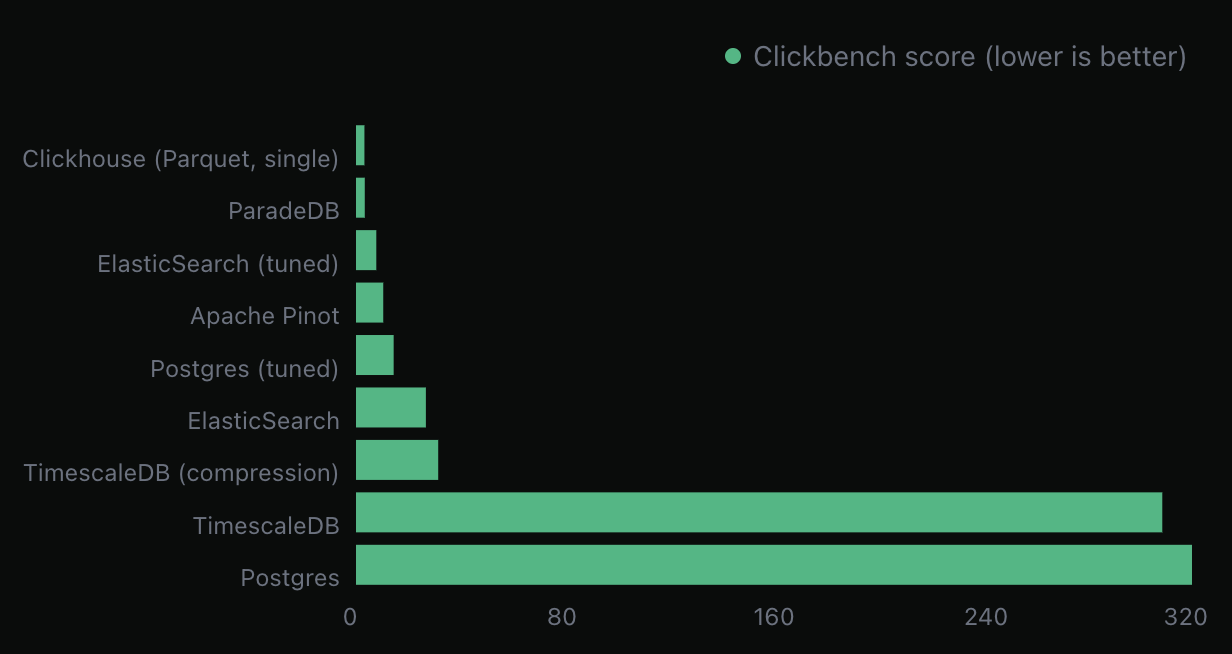 Clickbench score (lower is better)
Clickhouse (Parquet, single)
ParadeDB
ElasticSearch (tuned)
Apache Pinot
Postgres (tuned)
ElasticSearch
TimescaleDB (compression)
TimescaleDB
Postgres
0 80 160 240 320